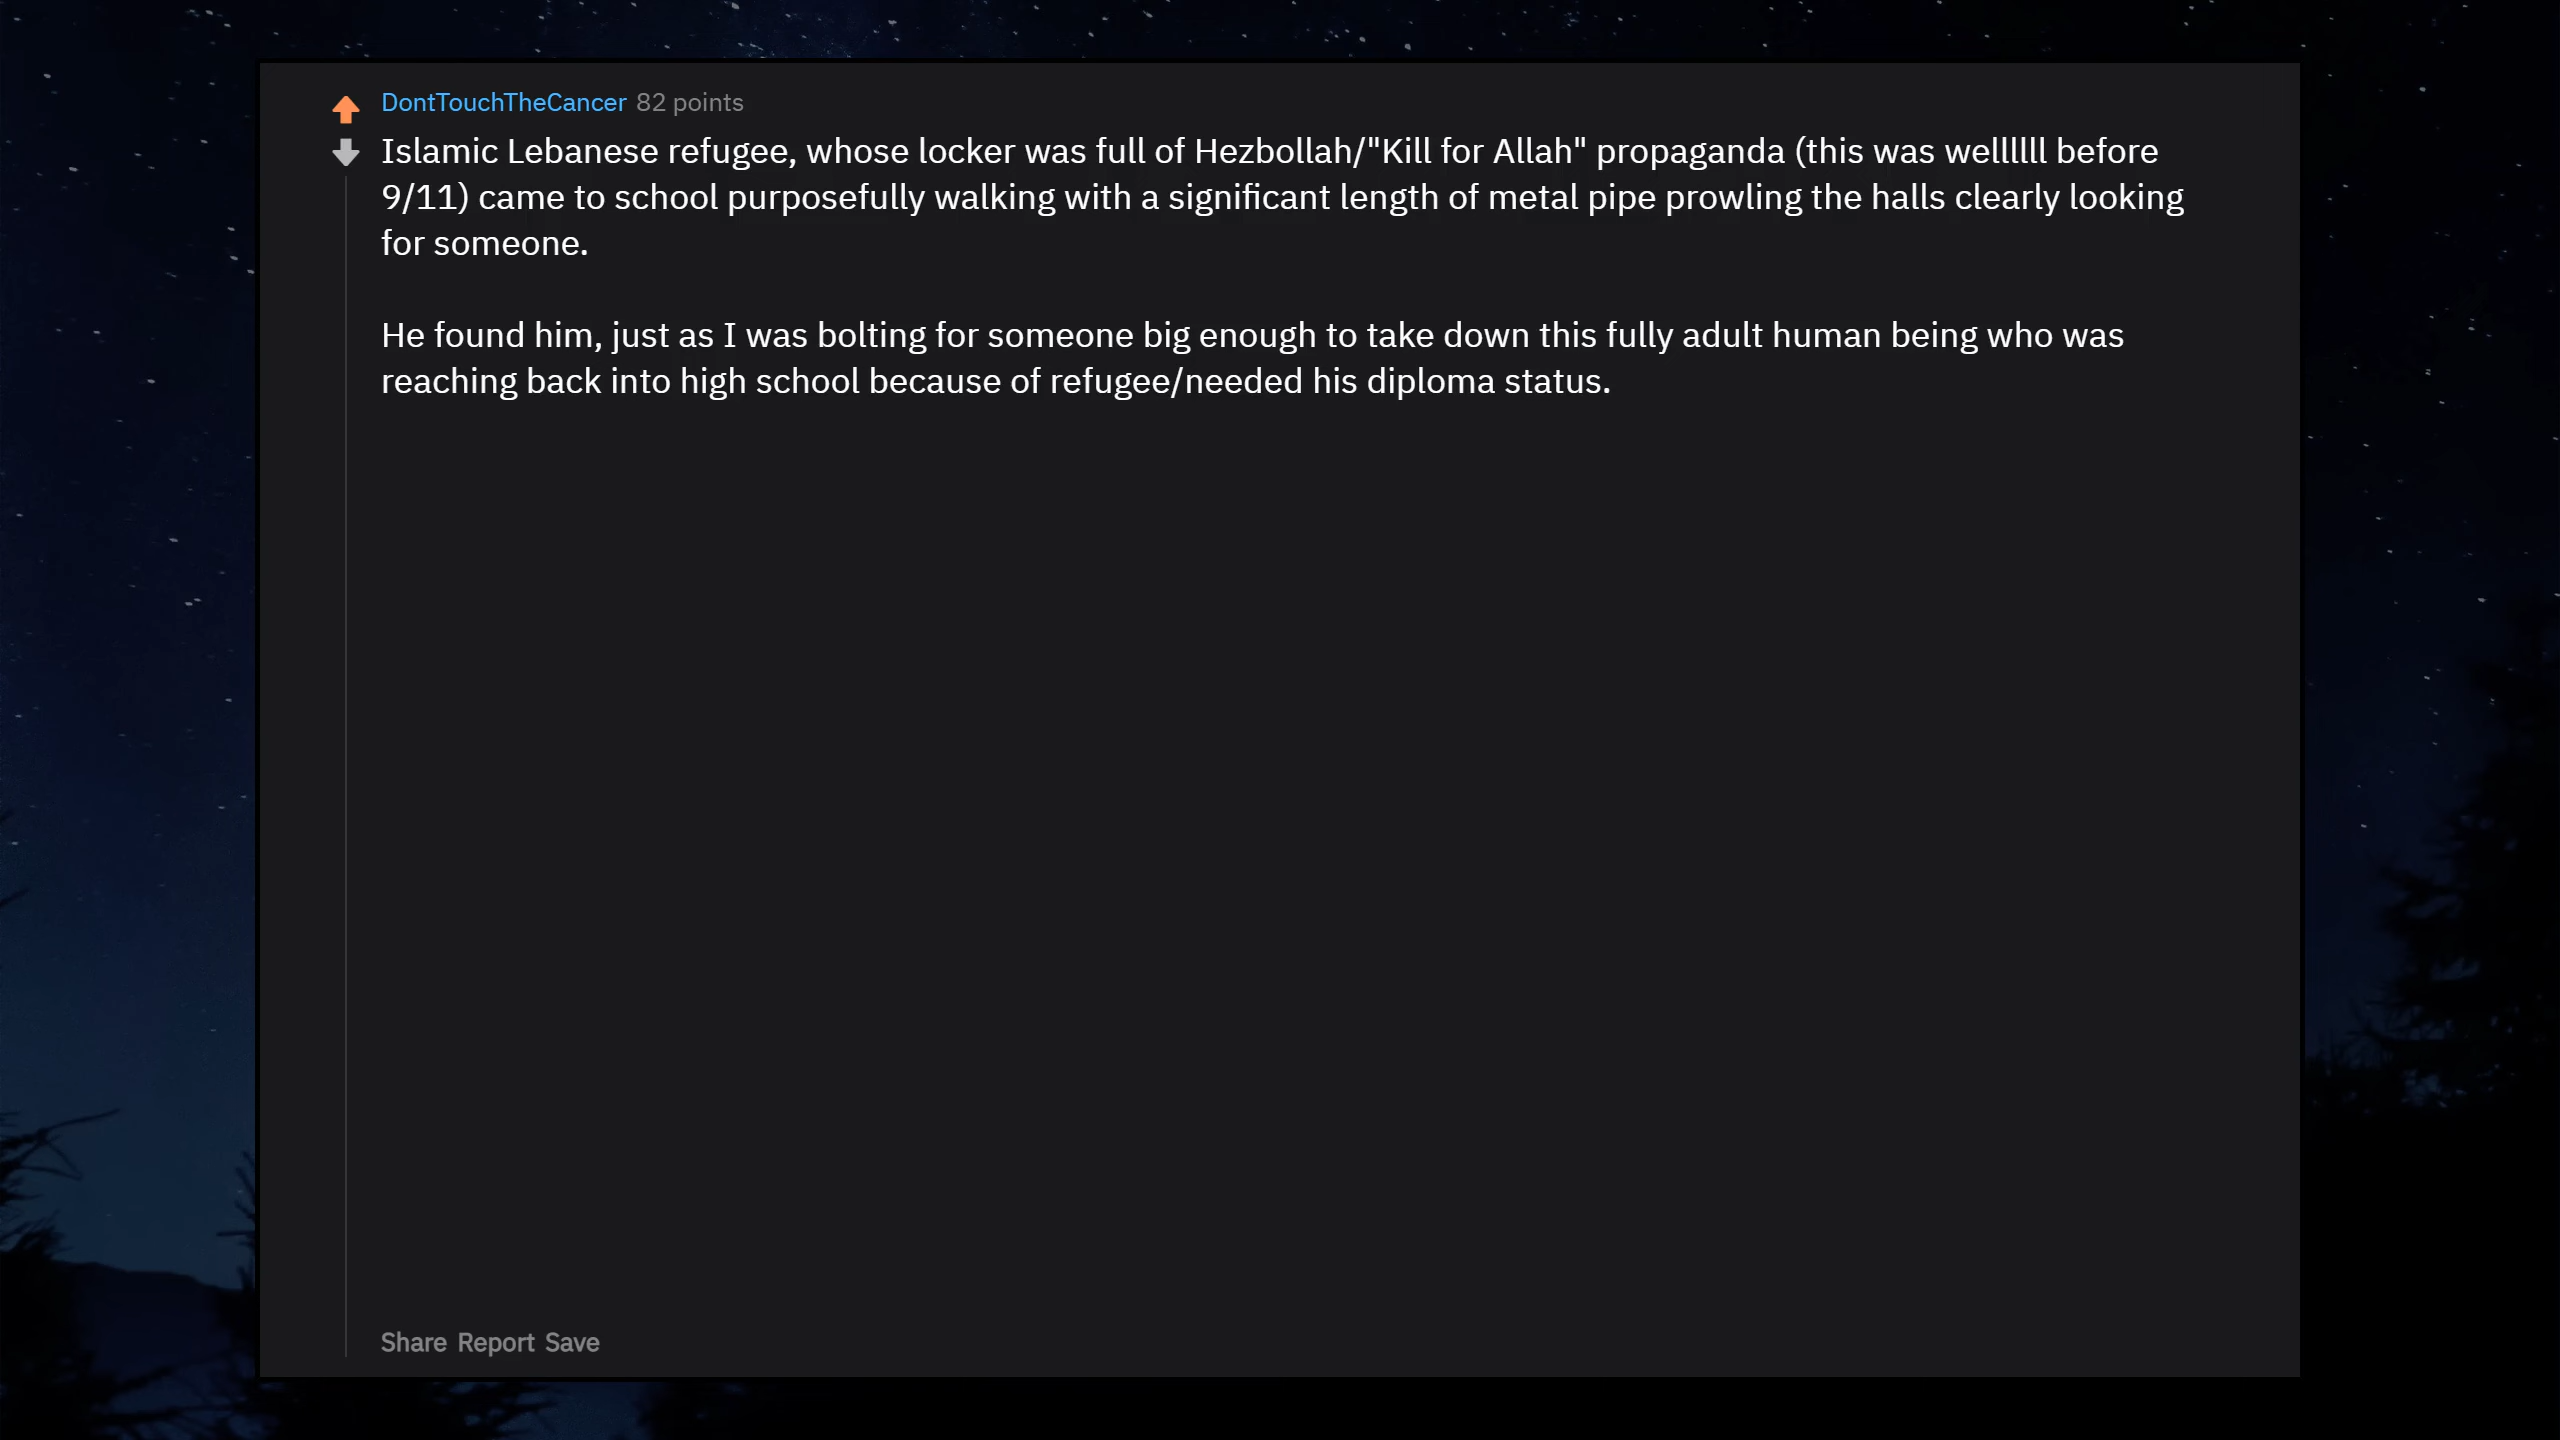 DontTouchTheCancer 82 points
Islamic Lebanese refugee, whose locker was full of Hezbollah/"Kill for Allah" propaganda (this was wellllll before
9/11) came to school purposefully walking with a significant length of metal pipe prowling the halls clearly looking
for someone.
He found him, just as I was bolting for someone big enough to take down this fully adult human being who was
reaching back into high school because of refugee/needed his diploma status.
Share Report Save